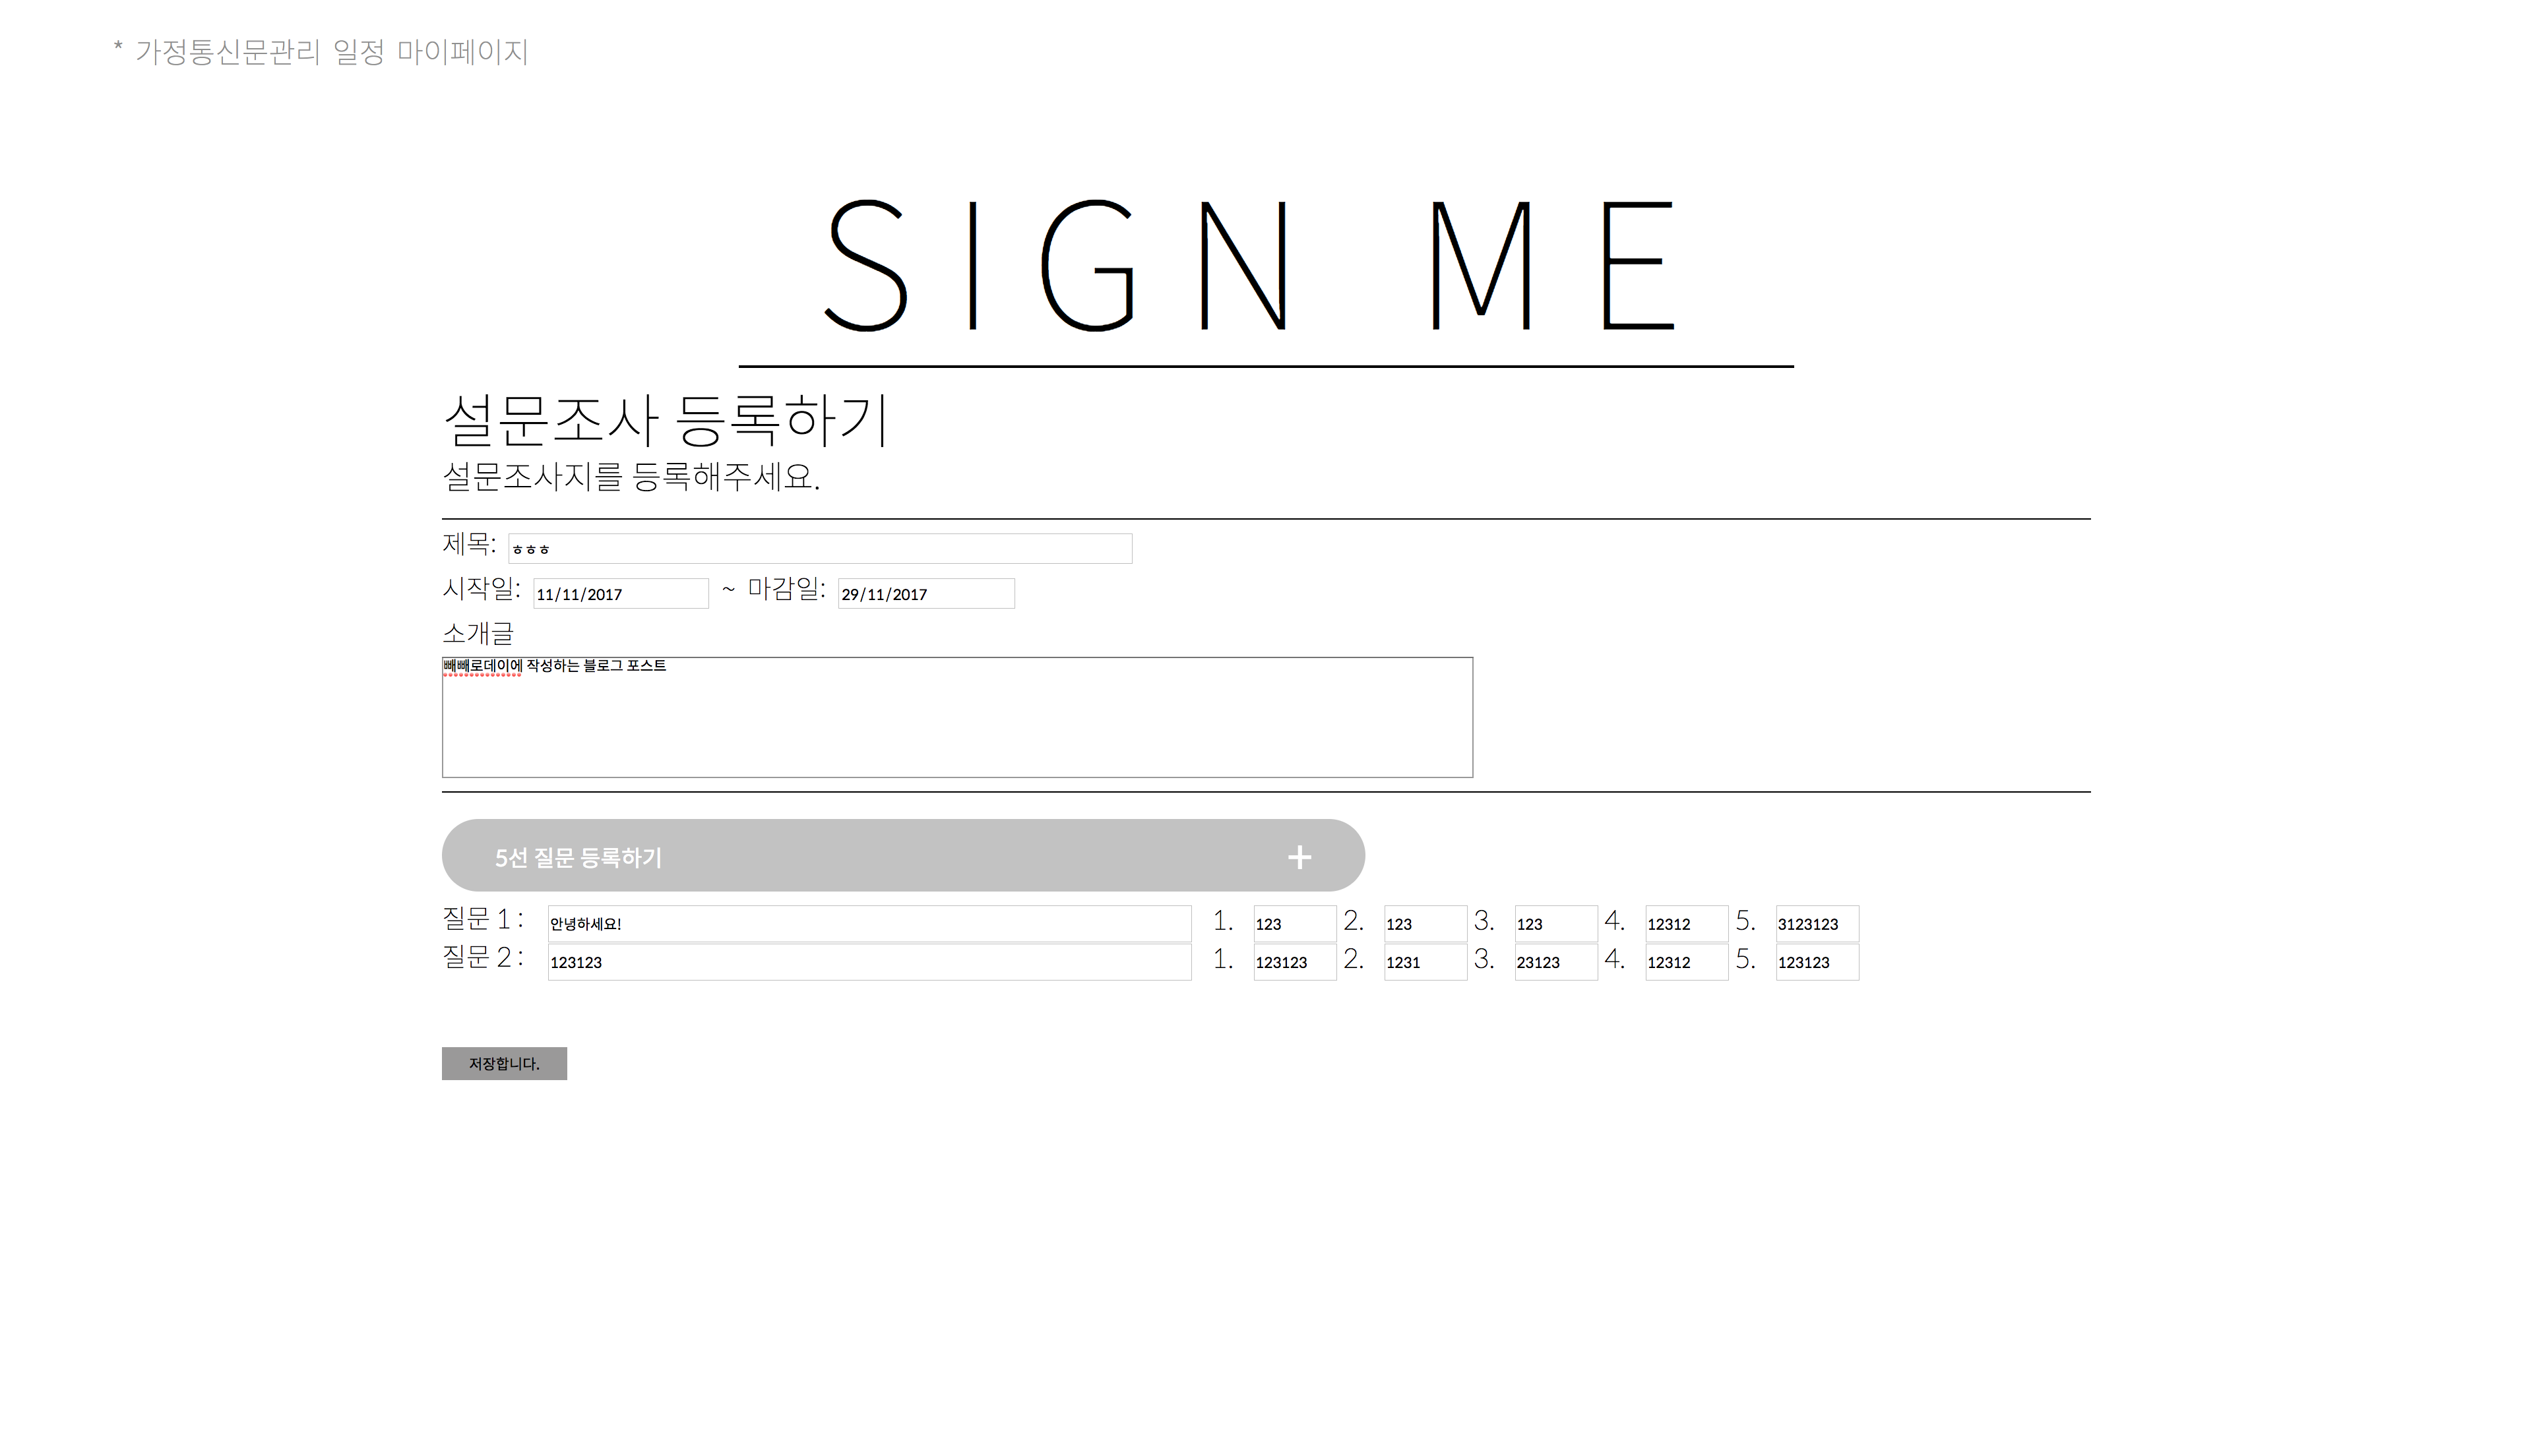 * 가정통신문관리 일정 마이페이지
SIGN ME
설문조사 등록하기
설문조사지를 등록해주세요.
제목: ㅎㅎㅎ
시작일: 11/11/2017 ~ 마감일: 29/11/2017
소개글
빼빼로데이에 작성하는 블로그 포스트
5선 질문 등록하기 +
질문 1 : 안녕하세요! 1. 123 2. 123 3. 123 4. 12312 5. 3123123
질문 2 : 123123 1. 123123 2. 1231 3. 23123 4. 12312 5. 123123
저장합니다.